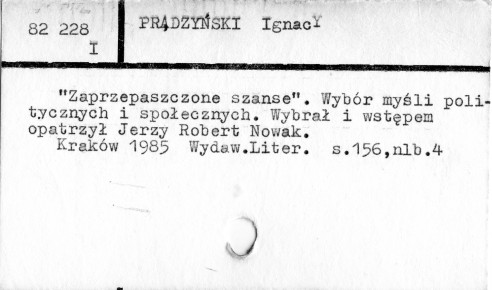 82 228
I
PRĄDZYŃSKI Ignacy
"Zaprzepaszczone szanse". Wybór myśli poli-
tycznych i społecznych. Wybrał i wstępem
opatrzył Jerzy Robert Nowak.
Kraków 1985 Wydaw.Liter. s.156,nlb.4